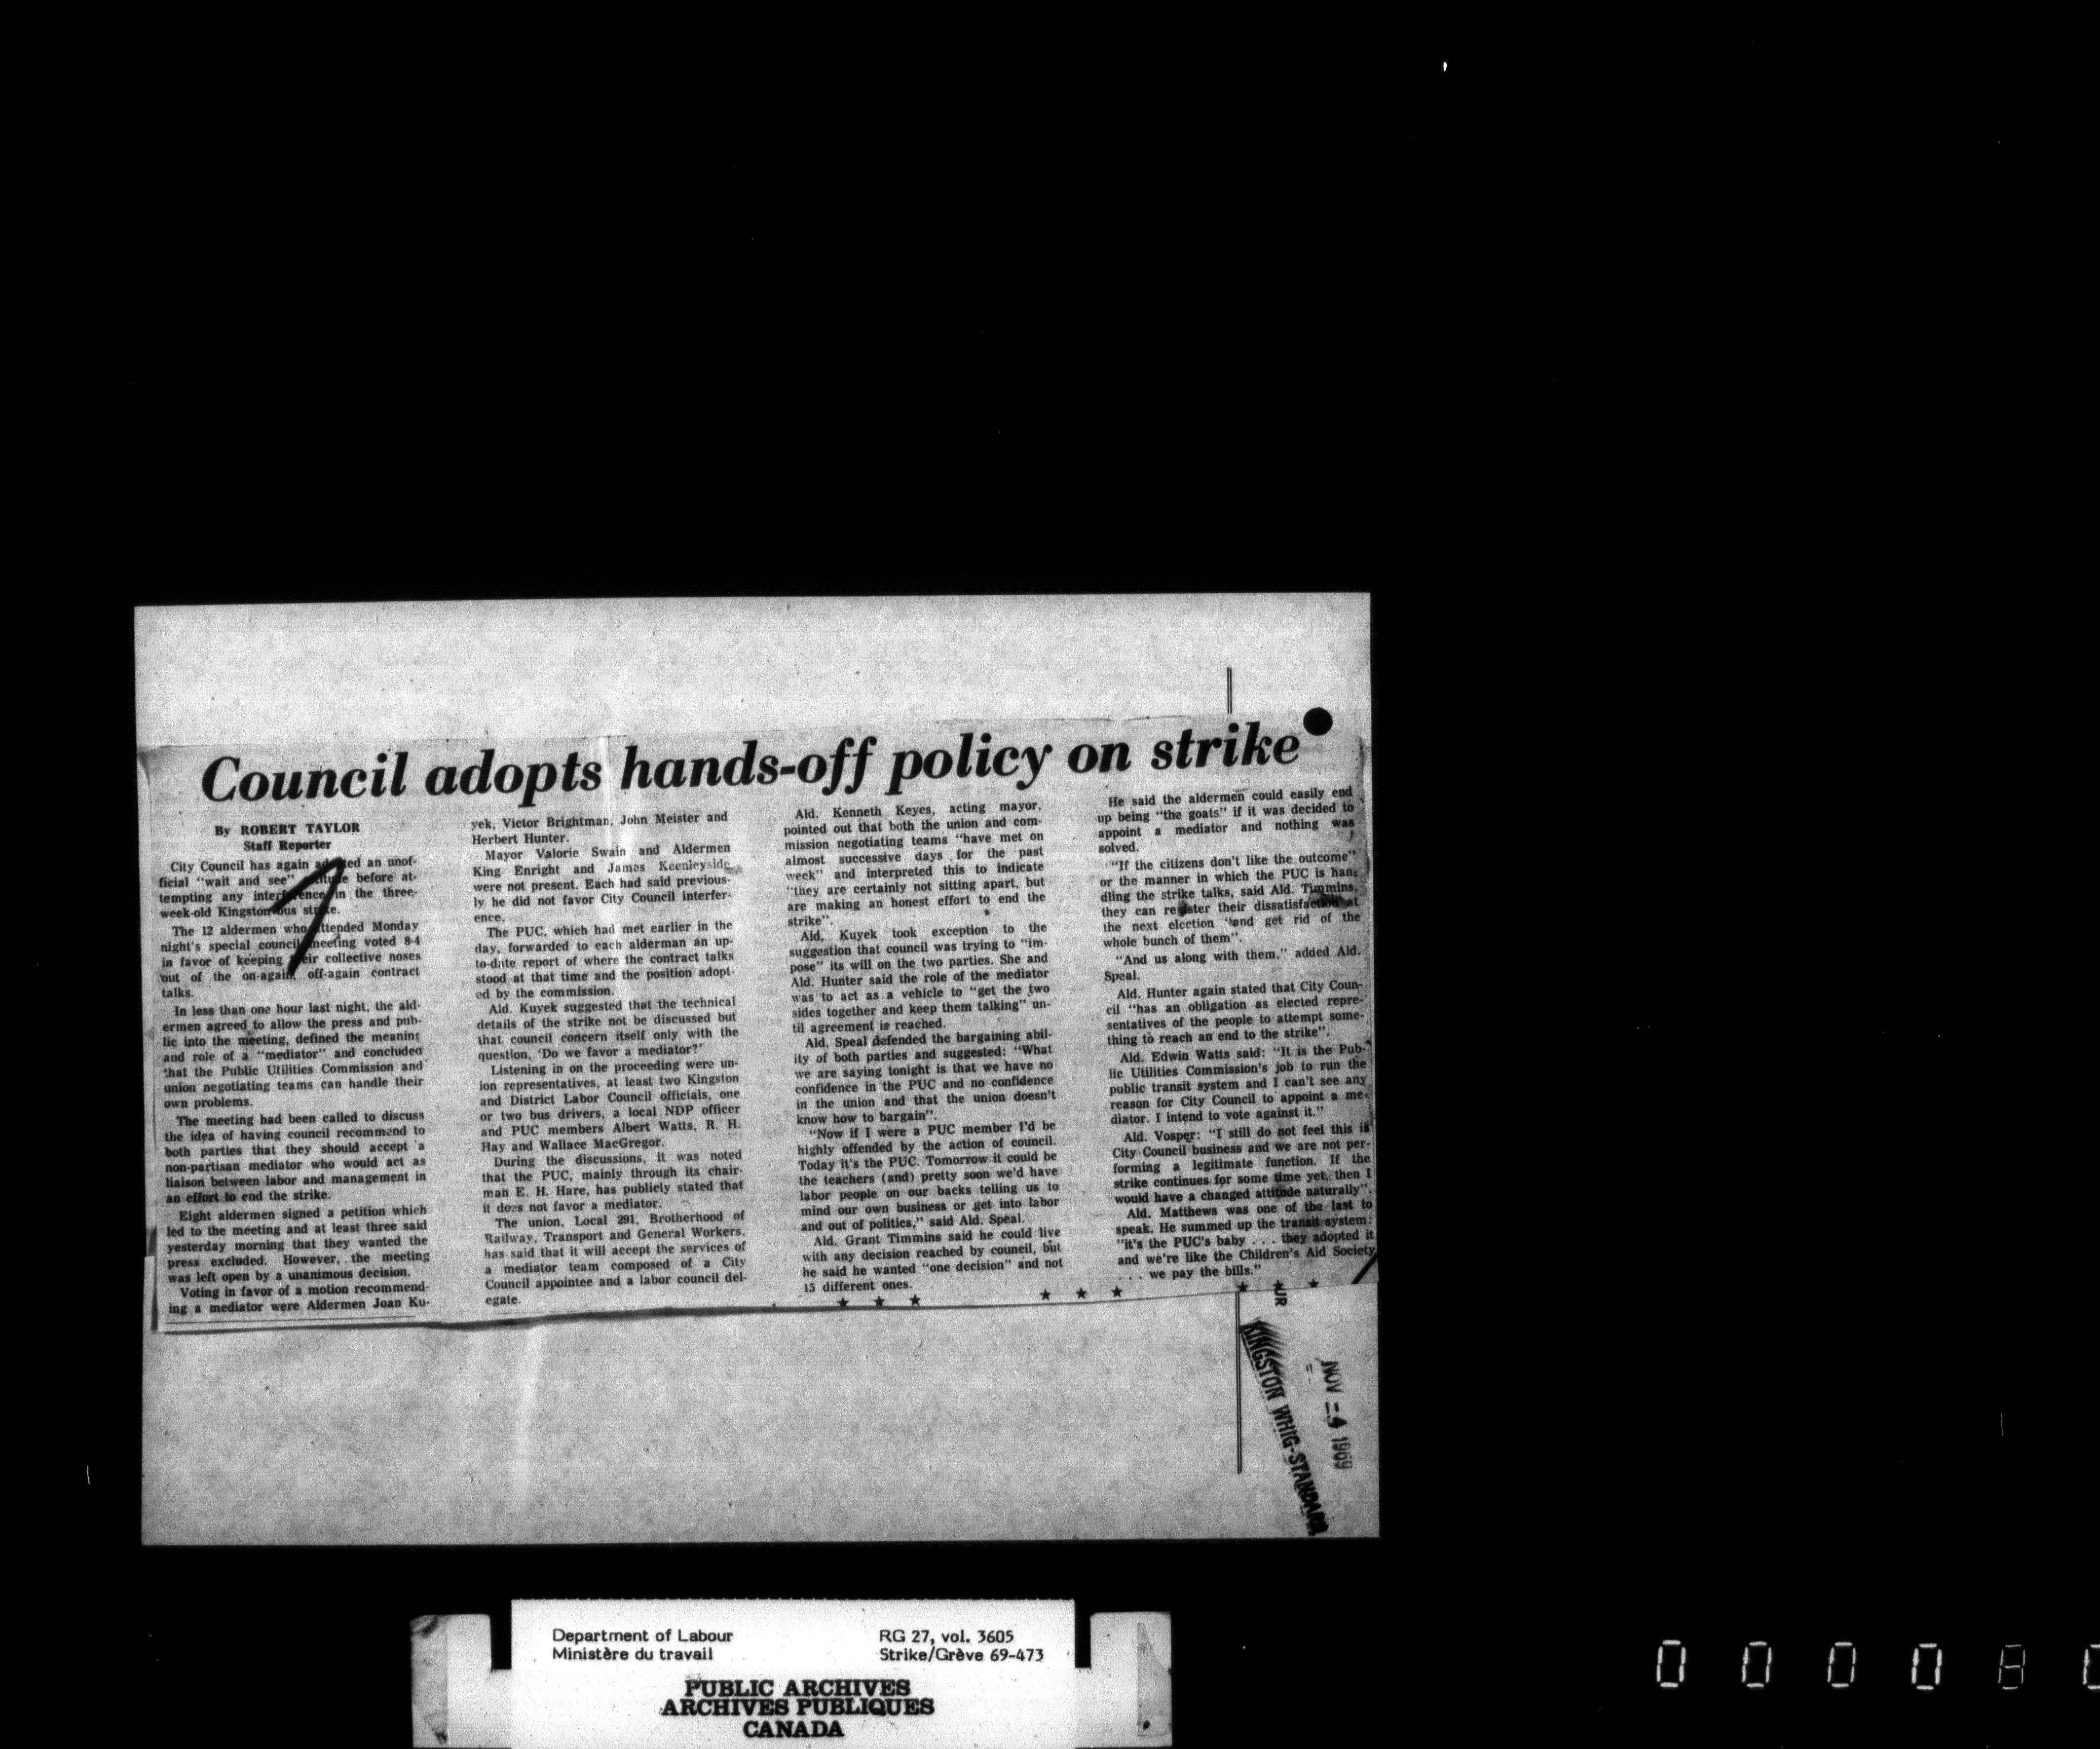 Council adopts hands-off policy on strike
By ROBERT TAYLOR
Staff Reporter
City Council has again adopted an unof-
ficial "wait and see" attitude before at-
tempting any interference in the three-
week-old Kingston bus strike.
The 12 aldermen who attended Monday
night's special council meeting voted 8-4
in favor of keeping their collective noses
out of the on-again, off-again contract
talks.
In less than one hour last night, the ald-
ermen agreed to allow the press and pub-
lic into the meeting, defined the meaning
and role of a "mediator" and concluded
that the Public Utilities Commission and
union negotiating teams can handle their
own problems.
The meeting had been called to discuss
the idea of having council recommend to
both parties that they should accept a
non-partisan mediator who would act as
liaison between labor and management in
an effort to end the strike.
Eight aldermen signed a petition which
led to the meeting and at least three said
yesterday morning that they wanted the
press excluded. However, the meeting
was left open by a unanimous decision.
Voting in favor of a motion recommend-
ing a mediator were Aldermen Joan Ku-
yek, Victor Brightman, John Meister and
Herbert Hunter.
Mayor Valorie Swain and Aldermen
King Enright and James Keenleyside
were not present. Each had said previous-
ly he did not favor City Council interfer-
ence.
The PUC, which had met earlier in the
day, forwarded to each alderman an up-
to-date report of where the contract talks
stood at that time and the position adopt-
ed by the commission.
Ald. Kuyek suggested that the technical
details of the strike not be discussed but
that council concern itself only with the
question, 'Do we favor a mediator?'
Listening in on the proceeding were un-
ion representatives, at least two Kingston
and District Labor Council officials, one
or two bus drivers, a local NDP officer
and PUC members Albert Watts, R. H.
Hay and Wallace MacGregor.
During the discussions, it was noted
that the PUC, mainly through its chair-
man E. H. Hare, has publicly stated that
it does not favor a mediator.
The union, Local 291, Brotherhood of
Railway, Transport and General Workers,
has said that it will accept the services of
a mediator team composed of a City
Council appointee and a labor council del-
egate.
Ald. Kenneth Keyes, acting mayor,
pointed out that both the union and com-
mission negotiating teams "have met on
almost successive days for the past
week" and interpreted this to indicate
"they are certainly not sitting apart, but
are making an honest effort to end the
strike".
Ald. Kuyek took exception to the
suggestion that council was trying to "im-
pose" its will on the two parties. She and
Ald. Hunter said the role of the mediator
was to act as a vehicle to "get the two
sides together and keep them talking" un-
til agreement is reached.
Ald. Speal defended the bargaining abil-
ity of both parties and suggested: "What
we are saying tonight is that we have no
confidence in the PUC and no confidence
in the union and that the union doesn't
know how to bargain".
"Now if I were a PUC member I'd be
highly offended by the action of council.
Today it's the PUC. Tomorrow it could be
the teachers (and) pretty soon we'd have
labor people on our backs telling us to
mind our own business or get into labor
and out of politics," said Ald. Speal.
Ald. Grant Timmins said he could live
with any decision reached by council, but
he said he wanted "one decision" and not
15 different ones.
★ ★ ★
He said the aldermen could easily end
up being "the goats" if it was decided to
appoint a mediator and nothing was
solved.
"If the citizens don't like the outcome"
or the manner in which the PUC is han-
dling the strike talks, said Ald. Timmins,
they can register their dissatisfaction at
the next election "and get rid of the
whole bunch of them".
"And us along with them," added Ald.
Speal.
Ald. Hunter again stated that City Coun-
cil "has an obligation as elected repre-
sentatives of the people to attempt some-
thing to reach an end to the strike".
Ald. Edwin Watts said: "It is the Pub-
lic Utilities Commission's job to run the
public transit system and I can't see any
reason for City Council to appoint a me-
diator. I intend to vote against it."
Ald. Vosper: "I still do not feel this is
City Council business and we are not per-
forming a legitimate function. If the
strike continues for some time yet, then I
would have a changed attitude naturally".
Ald. Matthews was one of the last to
speak. He summed up the transit system:
"it's the PUC's baby . . . they adopted it
and we're like the Children's Aid Society
. . . we pay the bills."
★ ★ ★
★ ★
KINGSTON WHIG-STANDARD
NOV -4 1969
Department of Labour
Ministère du travail
RG 27, vol. 3605
Strike/Grève 69-473
PUBLIC ARCHIVES
ARCHIVES PUBLIQUES
CANADA
0 0 0 0